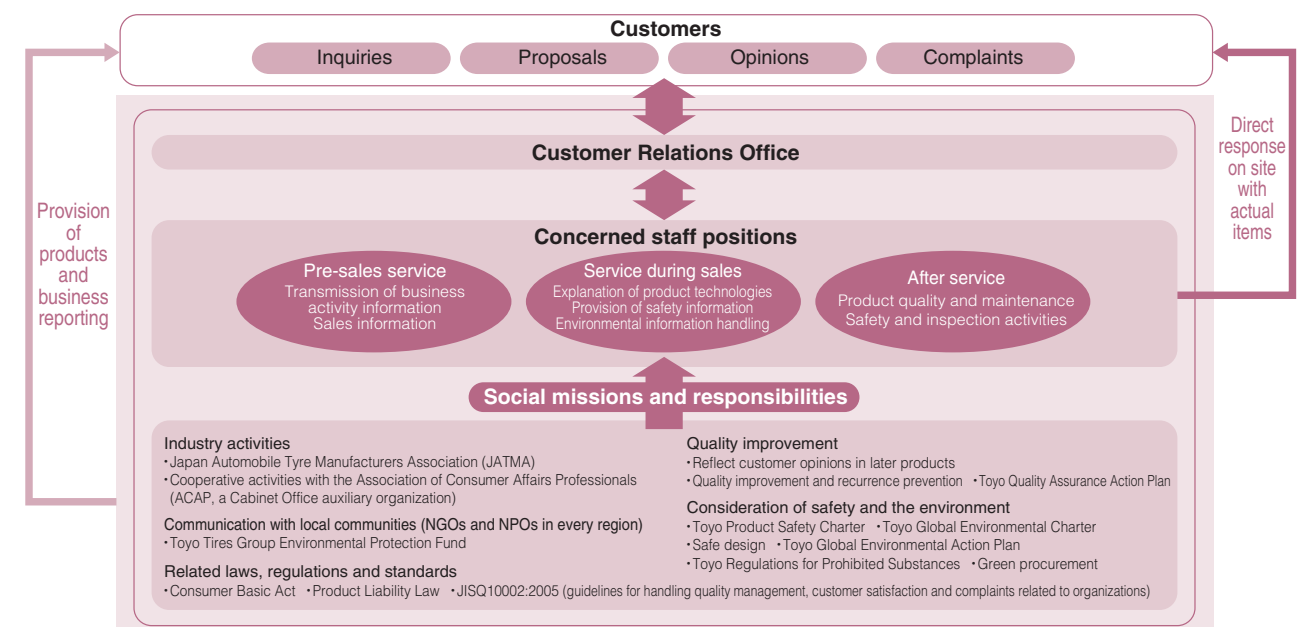 Customers
Inquiries
Proposals
Opinions
Complaints
Provision
of
products
and
business
reporting
Direct
response
on site
with
actual
items
Customer Relations Office
Concerned staff positions
Pre-sales service
Transmission of business
activity information
Sales information
Service during sales
Explanation of product technologies
Provision of safety information
Environmental information handling
After service
Product quality and maintenance
Safety and inspection activities
Social missions and responsibilities
Industry activities
・Japan Automobile Tyre Manufacturers Association (JATMA)
・Cooperative activities with the Association of Consumer Affairs Professionals
(ACAP, a Cabinet Office auxiliary organization)
Communication with local communities (NGOs and NPOs in every region)
・Toyo Tires Group Environmental Protection Fund
Quality improvement
・Reflect customer opinions in later products
・Quality improvement and recurrence prevention ・Toyo Quality Assurance Action Plan
Consideration of safety and the environment
・Toyo Product Safety Charter ・Toyo Global Environmental Charter
・Safe design ・Toyo Global Environmental Action Plan
・Toyo Regulations for Prohibited Substances ・Green procurement
Related laws, regulations and standards
・Consumer Basic Act ・Product Liability Law ・JISQ10002:2005 (guidelines for handling quality management, customer satisfaction and complaints related to organizations)